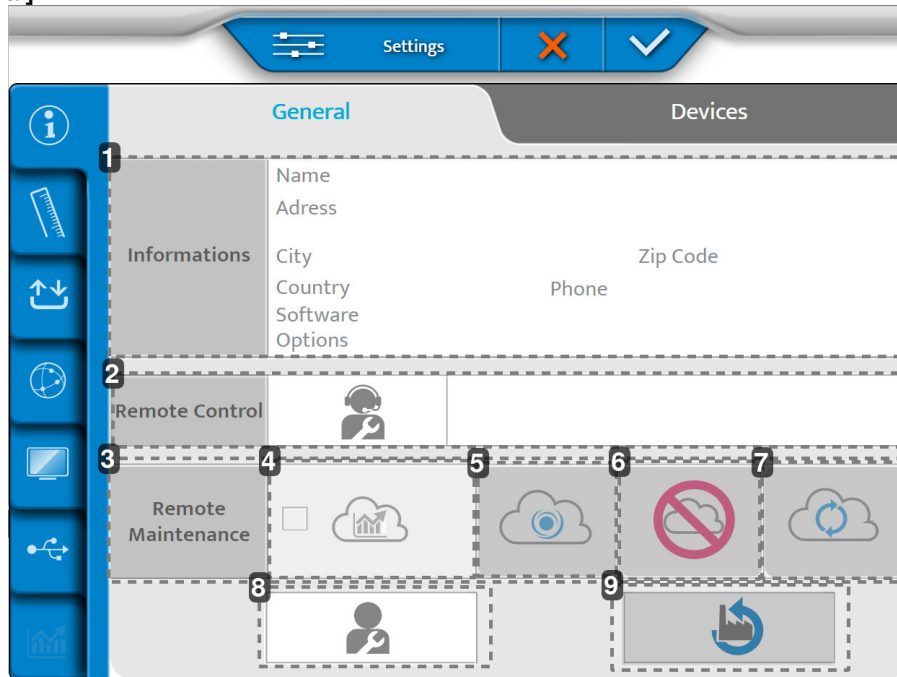 Settings
General
Devices
1
Informations
Name
Adress
City
Zip Code
Country
Phone
Software
Options
2
Remote Control
3
4
5
6
7
Remote
Maintenance
8
9